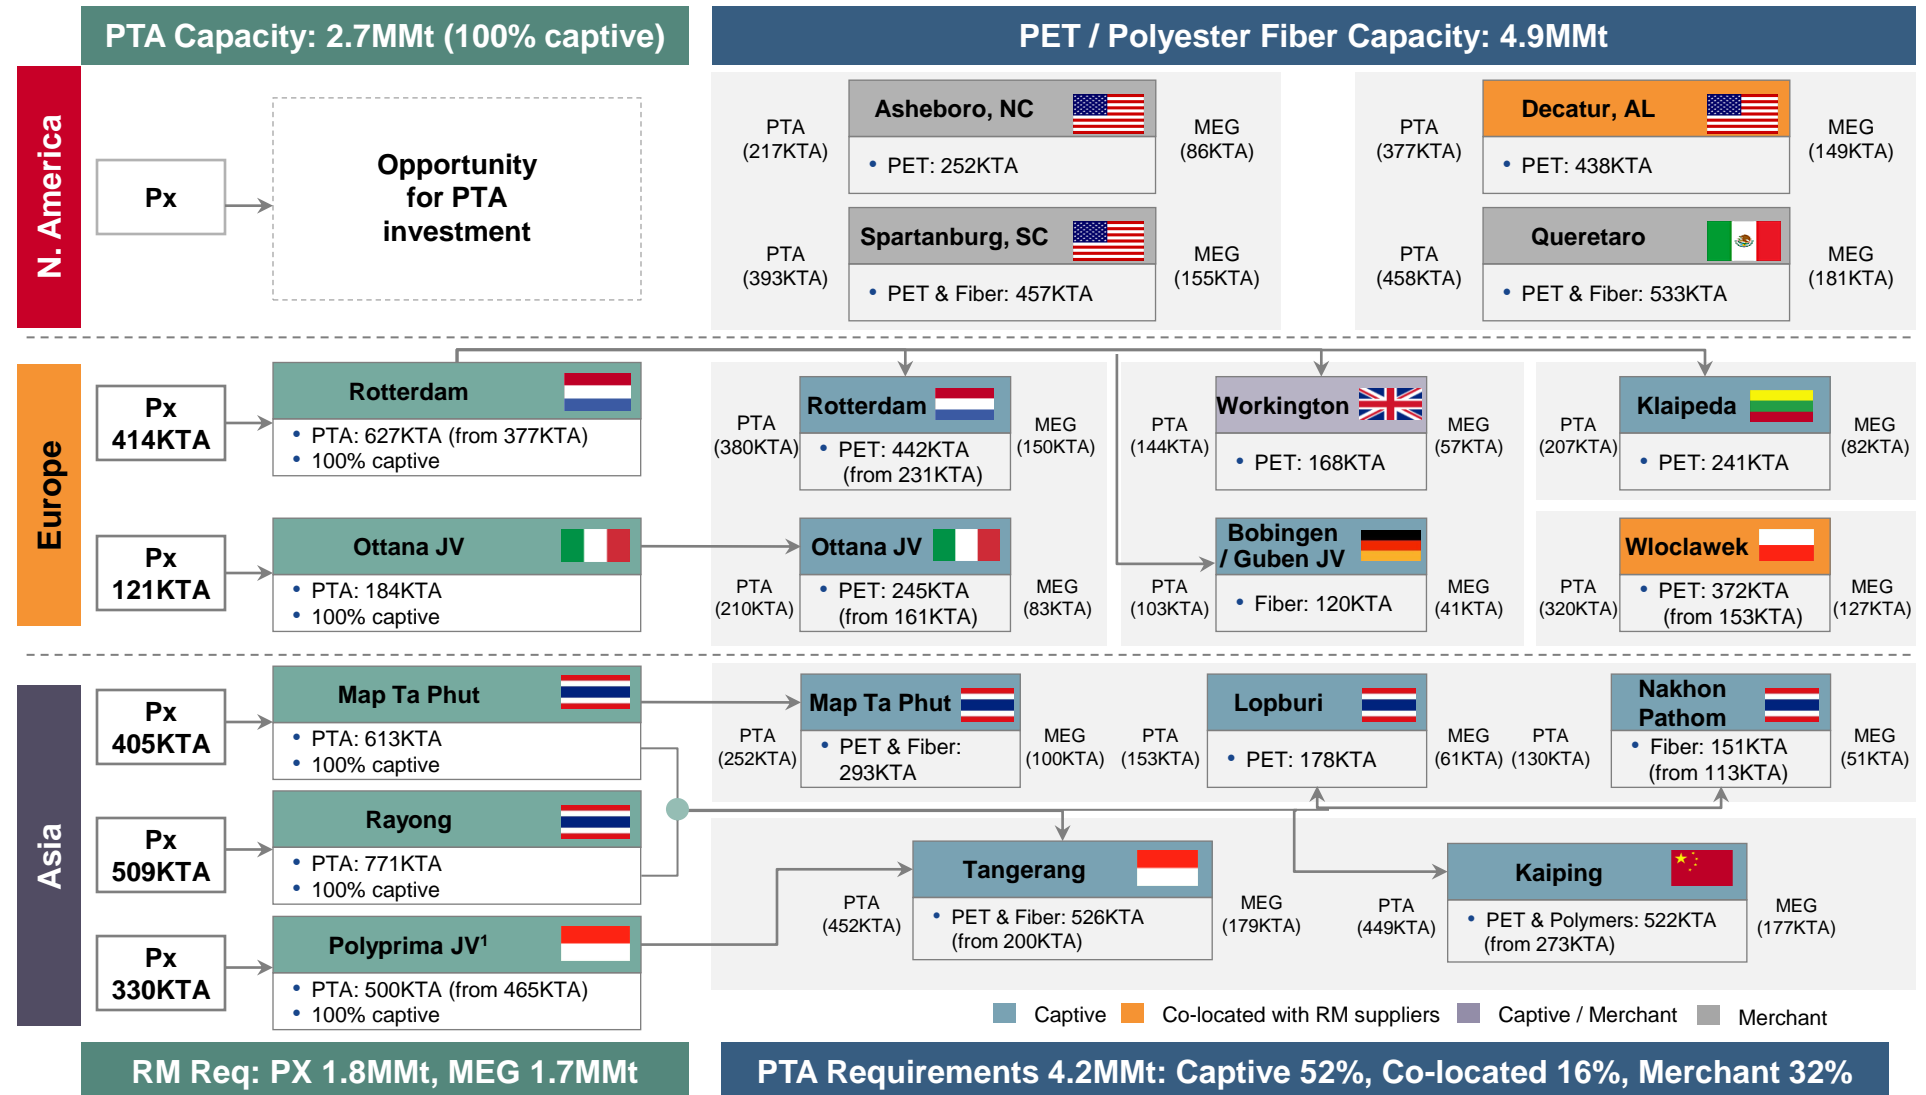 PTA Capacity: 2.7MMt (100% captive)
PET / Polyester Fiber Capacity: 4.9MMt
N. America
Px
Opportunity
for PTA
investment
PTA
(217KTA)
Asheboro, NC
• PET: 252KTA
MEG
(86KTA)
PTA
(377KTA)
Decatur, AL
• PET: 438KTA
MEG
(149KTA)
PTA
(393KTA)
Spartanburg, SC
• PET & Fiber: 457KTA
MEG
(155KTA)
PTA
(458KTA)
Queretaro
• PET & Fiber: 533KTA
MEG
(181KTA)
Europe
Px
414KTA
Rotterdam
• PTA: 627KTA (from 377KTA)
• 100% captive
PTA
(380KTA)
Rotterdam
• PET: 442KTA
(from 231KTA)
MEG
(150KTA)
PTA
(144KTA)
Workington
• PET: 168KTA
MEG
(57KTA)
PTA
(207KTA)
Klaipeda
• PET: 241KTA
MEG
(82KTA)
Px
121KTA
Ottana JV
• PTA: 184KTA
• 100% captive
PTA
(210KTA)
Ottana JV
• PET: 245KTA
(from 161KTA)
MEG
(83KTA)
PTA
(103KTA)
Bobingen
/ Guben JV
• Fiber: 120KTA
MEG
(41KTA)
PTA
(320KTA)
Wloclawek
• PET: 372KTA
(from 153KTA)
MEG
(127KTA)
Asia
Px
405KTA
Map Ta Phut
• PTA: 613KTA
• 100% captive
PTA
(252KTA)
Map Ta Phut
• PET & Fiber:
293KTA
MEG
(100KTA)
PTA
(153KTA)
Lopburi
• PET: 178KTA
MEG
(61KTA)
PTA
(130KTA)
Nakhon
Pathom
• Fiber: 151KTA
(from 113KTA)
MEG
(51KTA)
Px
509KTA
Rayong
• PTA: 771KTA
• 100% captive
PTA
(452KTA)
Tangerang
• PET & Fiber: 526KTA
(from 200KTA)
MEG
(179KTA)
PTA
(449KTA)
Kaiping
• PET & Polymers: 522KTA
(from 273KTA)
MEG
(177KTA)
Px
330KTA
Polyprima JV¹
• PTA: 500KTA (from 465KTA)
• 100% captive
Captive
Co-located with RM suppliers
Captive / Merchant
Merchant
RM Req: PX 1.8MMt, MEG 1.7MMt
PTA Requirements 4.2MMt: Captive 52%, Co-located 16%, Merchant 32%